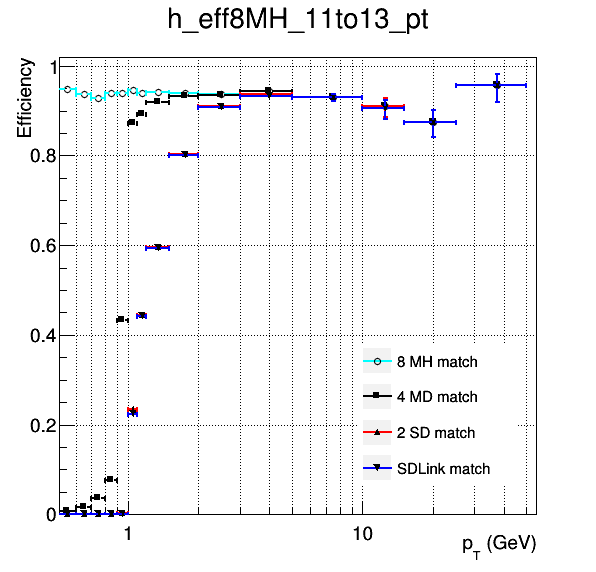 h_eff8MH_11to13_pt
Efficiency
1
0.8
0.6
0.4
0.2
0
8 MH match
4 MD match
2 SD match
SDLink match
1
10
p_T (GeV)